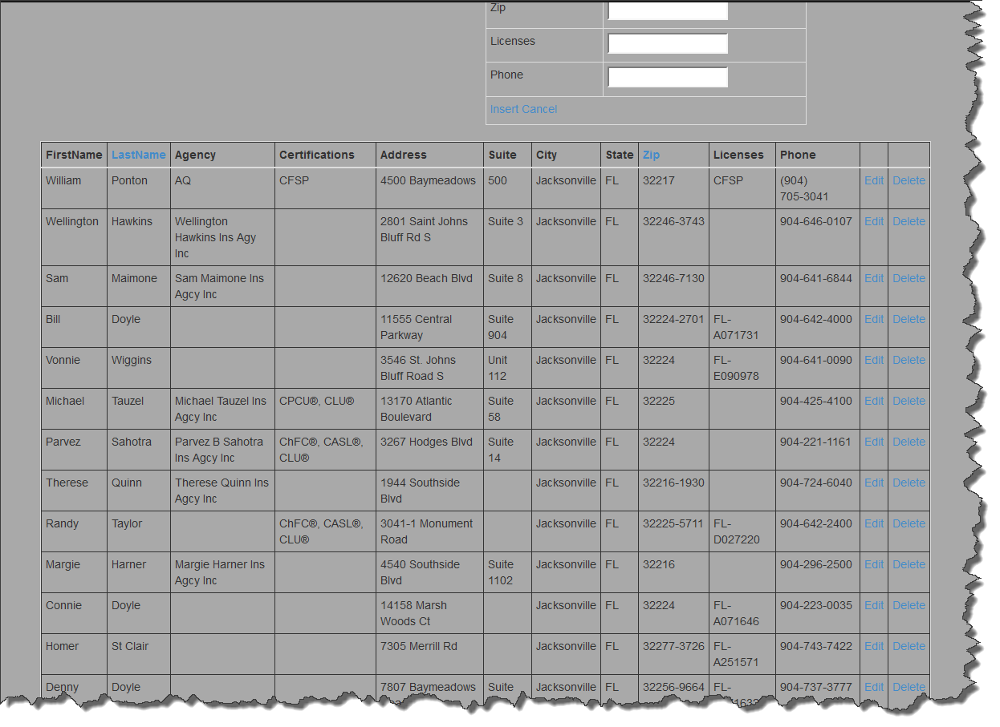 Zip
Licenses
Phone
Insert Cancel
FirstName LastName Agency Certifications Address Suite City State Zip Licenses Phone
William Ponton AQ CFSP 4500 Baymeadows 500 Jacksonville FL 32217 CFSP (904) Edit Delete
705-3041
Wellington Hawkins Wellington 2801 Saint Johns Suite 3 Jacksonville FL 32246-3743 904-646-0107 Edit Delete
Hawkins Ins Agy Bluff Rd S
Inc
Sam Maimone Sam Maimone Ins 12620 Beach Blvd Suite 8 Jacksonville FL 32246-7130 904-641-6844 Edit Delete
Agcy Inc
Bill Doyle 11555 Central Suite Jacksonville FL 32224-2701 FL- 904-642-4000 Edit Delete
Parkway 904 A071731
Vonnie Wiggins 3546 St. Johns Unit Jacksonville FL 32224 FL- 904-641-0090 Edit Delete
Bluff Road S 112 E090978
Michael Tauzel Michael Tauzel Ins CPCU®, CLU® 13170 Atlantic Suite Jacksonville FL 32225 904-425-4100 Edit Delete
Agcy Inc Boulevard 58
Parvez Sahotra Parvez B Sahotra ChFC®, CASL®, 3267 Hodges Blvd Suite Jacksonville FL 32224 904-221-1161 Edit Delete
Ins Agcy Inc CLU® 14
Therese Quinn Therese Quinn Ins 1944 Southside Jacksonville FL 32216-1930 904-724-6040 Edit Delete
Agcy Inc Blvd
Randy Taylor ChFC®, CASL®, 3041-1 Monument Jacksonville FL 32225-5711 FL- 904-642-2400 Edit Delete
CLU® Road D027220
Margie Harner Margie Harner Ins 4540 Southside Suite Jacksonville FL 32216 904-296-2500 Edit Delete
Agcy Inc Blvd 1102
Connie Doyle 14158 Marsh Jacksonville FL 32224 FL- 904-223-0035 Edit Delete
Woods Ct A071646
Homer St Clair 7305 Merrill Rd Jacksonville FL 32277-3726 FL- 904-743-7422 Edit Delete
A251571
Denny Doyle 7807 Baymeadows Suite Jacksonville FL 32256-9664 FL- 904-737-3777 Edit Delete